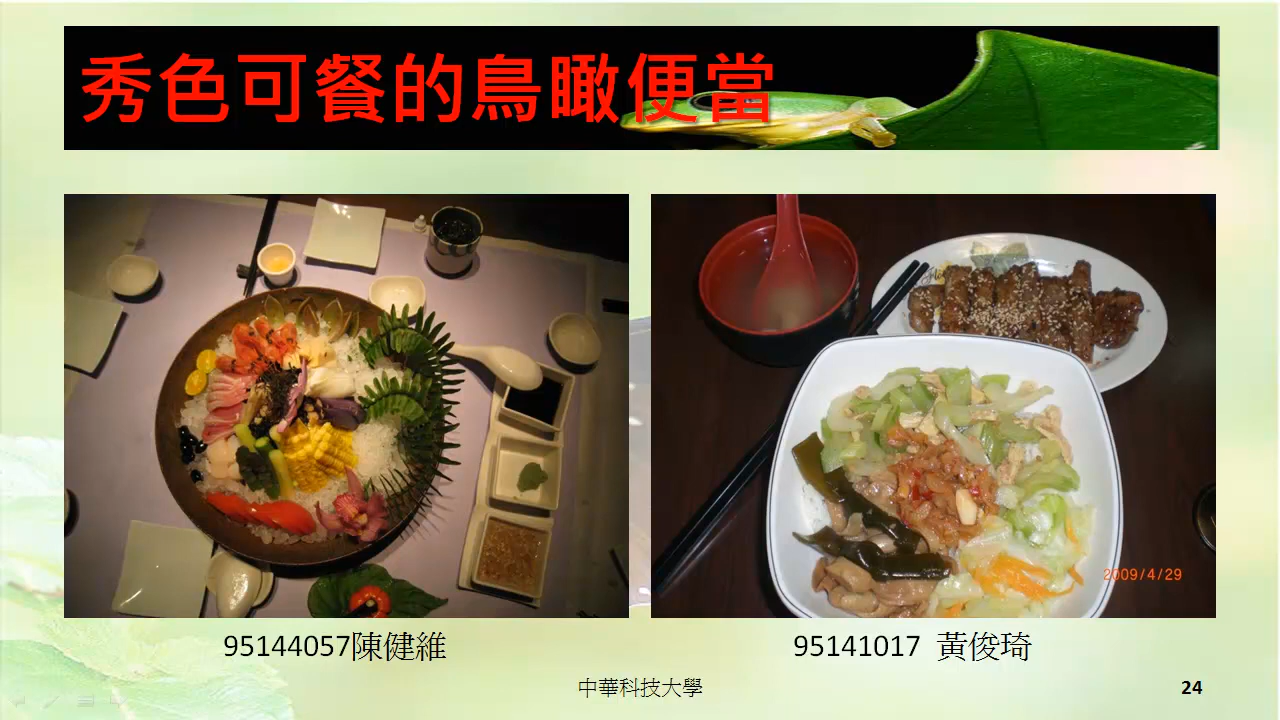 秀色可餐的鳥瞰便當
2009/4/29
95144057陳健維
95141017 黃俊琦
中華科技大學
24